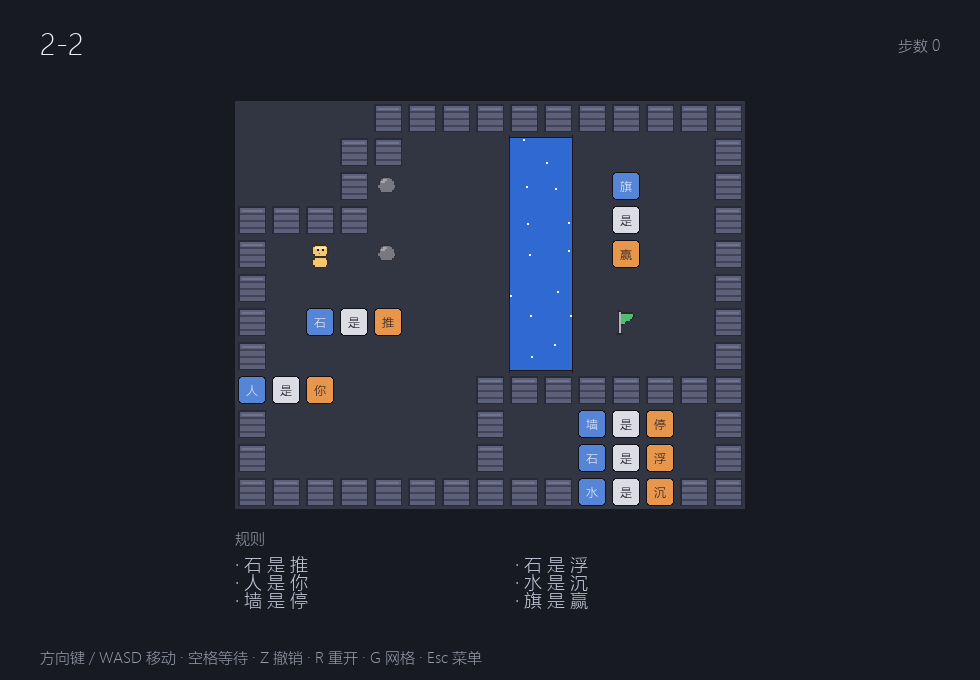 2-2
步数 0
旗
是
赢
石 是 推
人 是 你
墙 是 停
石 是 浮
水 是 沉
规则
· 石 是 推
· 人 是 你
· 墙 是 停
· 石 是 浮
· 水 是 沉
· 旗 是 赢
方向键 / WASD 移动 · 空格等待 · Z 撤销 · R 重开 · G 网格 · Esc 菜单